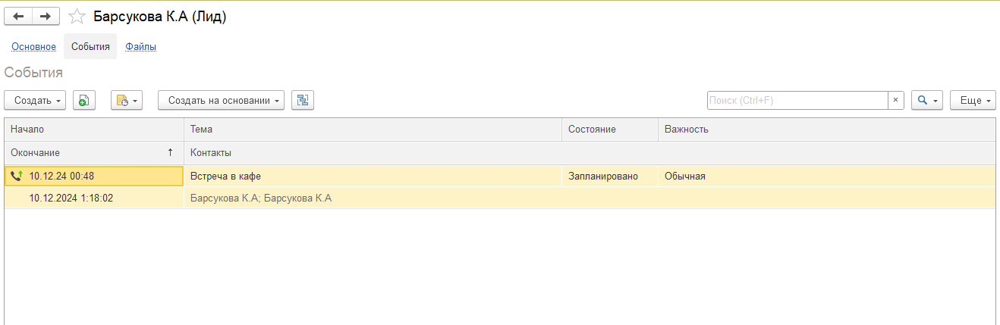 Барсукова К.А (Лид)
Основное События Файлы
События
Создать Создать на основании Поиск (Ctrl+F) × Еще
Начало Тема Состояние Важность
Окончание ↑ Контакты
10.12.24 00:48 Встреча в кафе Запланировано Обычная
10.12.2024 1:18:02 Барсукова К.А; Барсукова К.А